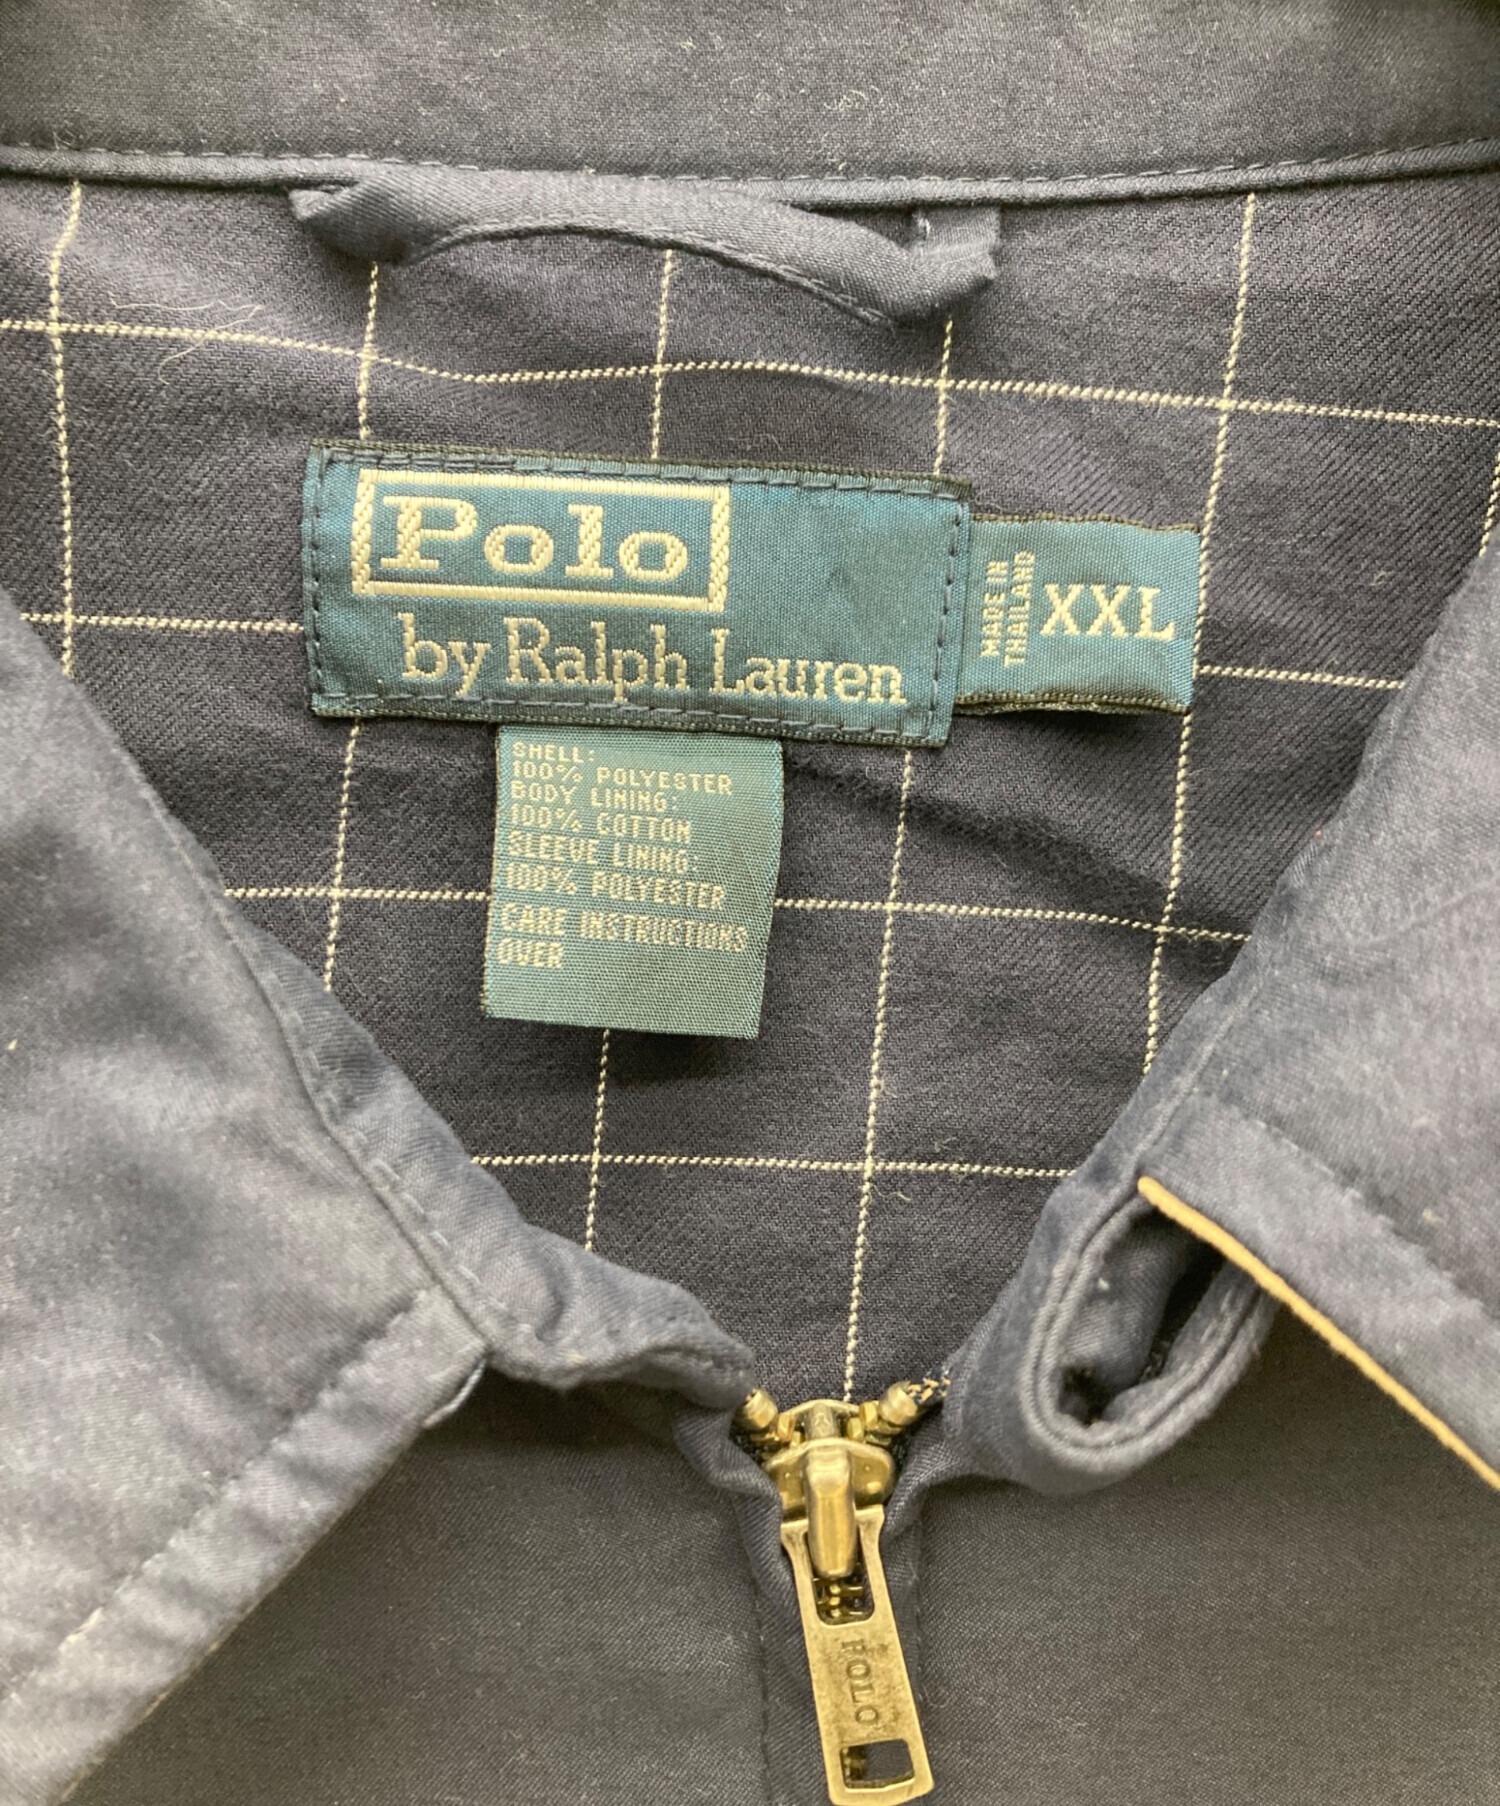 Polo
by Ralph Lauren
MADE IN
THAILAND
XXL
SHELL:
100% POLYESTER
BODY LINING:
100% COTTON
SLEEVE LINING:
100% POLYESTER
CARE INSTRUCTIONS
OVER
POLO